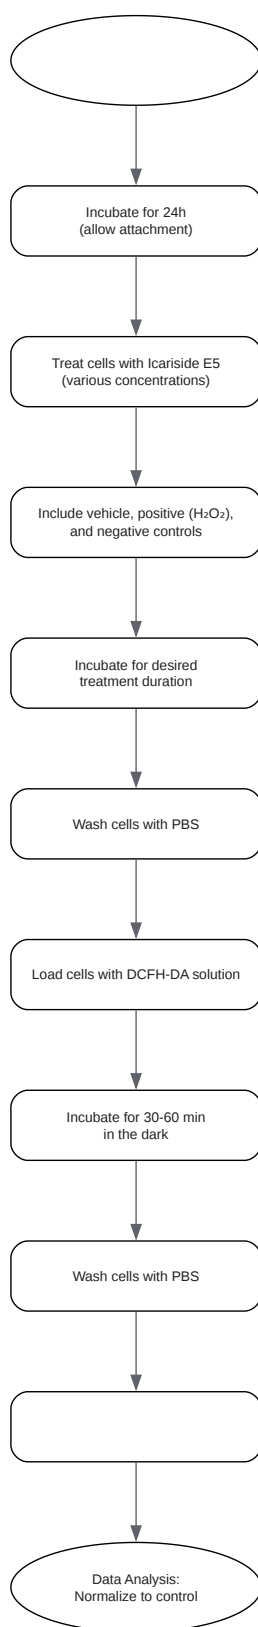 Incubate for 24h
(allow attachment)
Treat cells with Icariside E5
(various concentrations)
Include vehicle, positive (H₂O₂),
and negative controls
Incubate for desired
treatment duration
Wash cells with PBS
Load cells with DCFH-DA solution
Incubate for 30-60 min
in the dark
Wash cells with PBS
Data Analysis:
Normalize to control